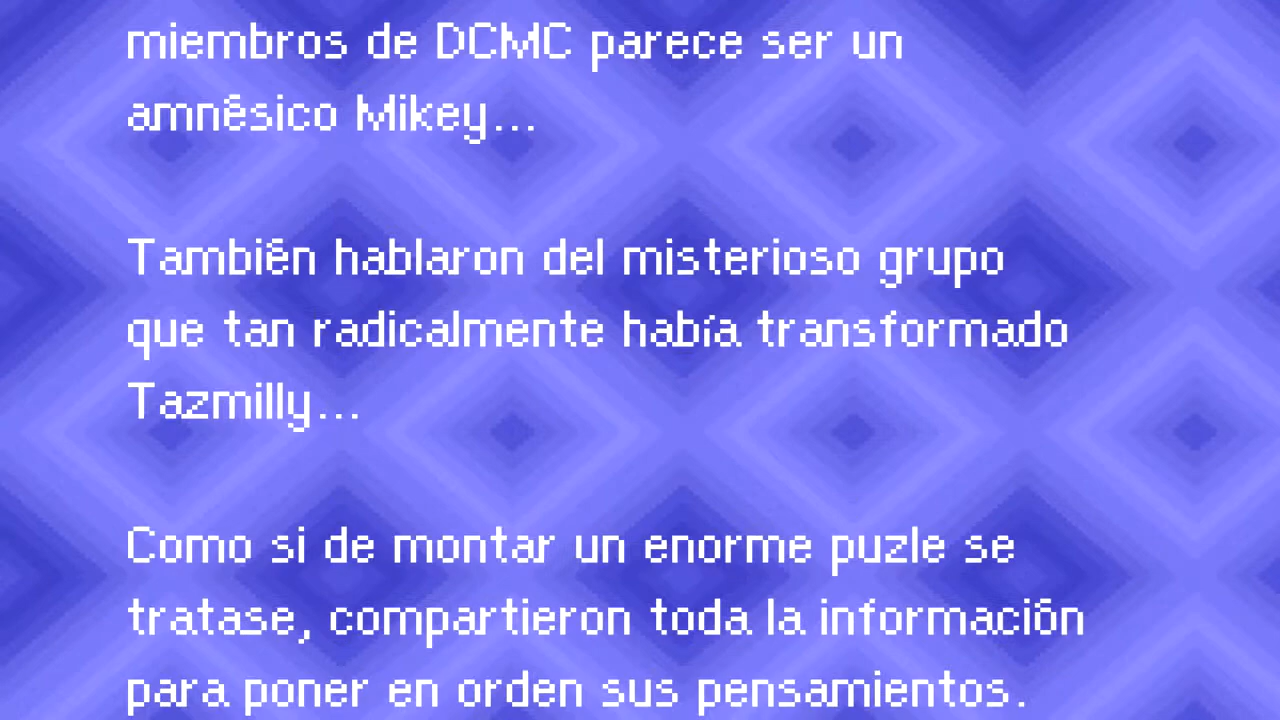 miembros de DCMC parece ser un
amnésico Mikey...
También hablaron del misterioso grupo
que tan radicalmente había transformado
Tazmilly...
Como si de montar un enorme puzle se
tratase, compartieron toda la información
para poner en orden sus pensamientos.